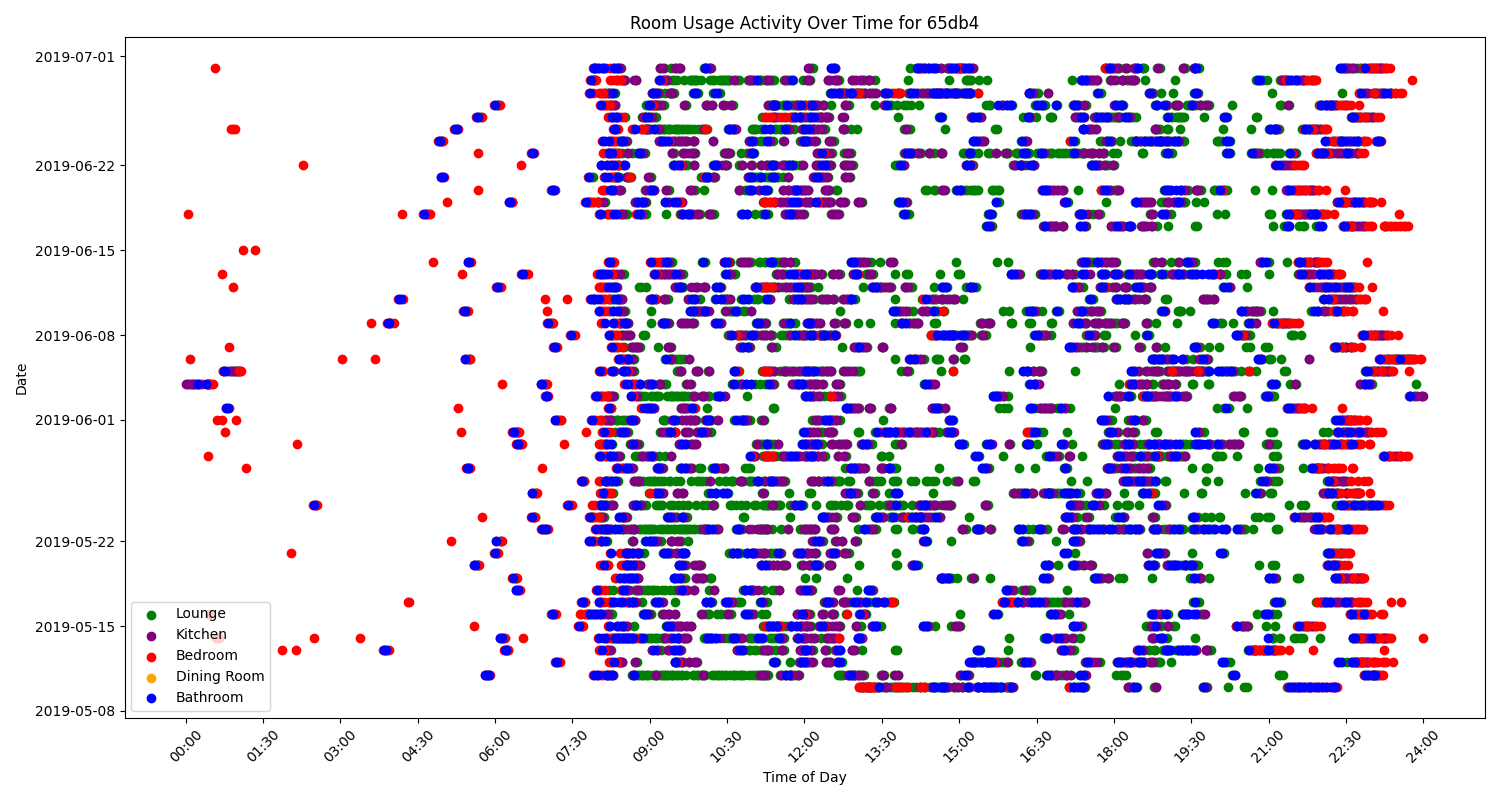 Room Usage Activity Over Time for 65db4
2019-07-01
2019-06-22
2019-06-15
2019-06-08
2019-06-01
2019-05-22
2019-05-15
2019-05-08
Date
Lounge
Kitchen
Bedroom
Dining Room
Bathroom
00:00 01:30 03:00 04:30 06:00 07:30 09:00 10:30 12:00 13:30 15:00 16:30 18:00 19:30 21:00 22:30 24:00
Time of Day